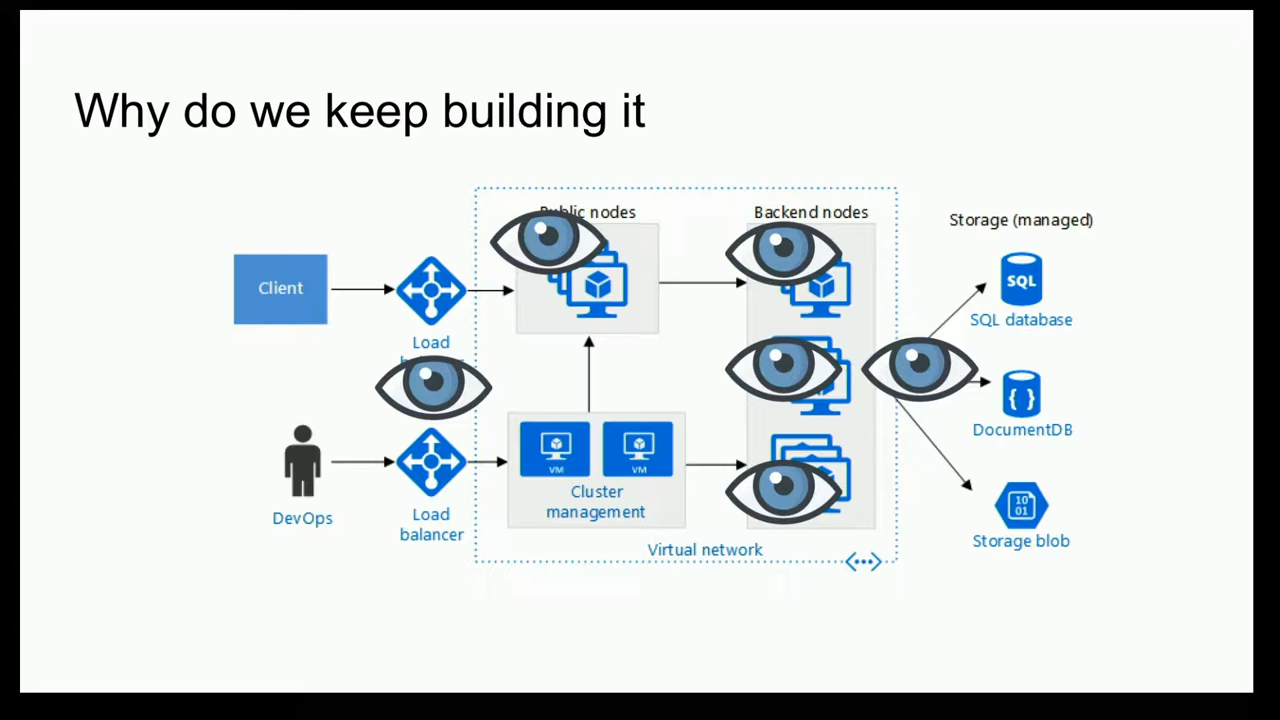 Why do we keep building it
Public nodes
Backend nodes
Storage (managed)
Client
SQL
SQL database
Load
DocumentDB
{ }
VM
VM
Cluster
management
DevOps
Load
balancer
10
01
Storage blob
Virtual network